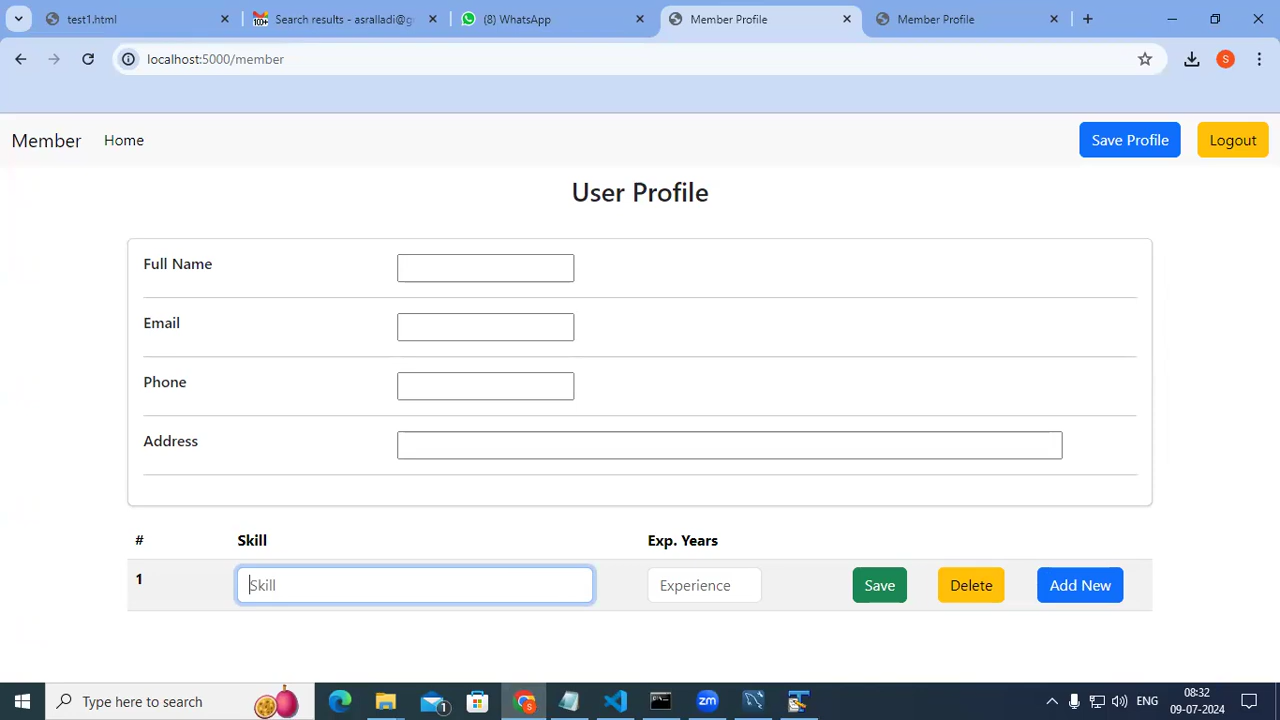 test1.html
Search results - asralladi@g
(8) WhatsApp
Member Profile
Member Profile
localhost:5000/member
S
Member
Home
Save Profile
Logout
User Profile
Full Name
Email
Phone
Address
#
Skill
Exp. Years
1
Skill
Experience
Save
Delete
Add New
Type here to search
1
ENG
08:32
09-07-2024